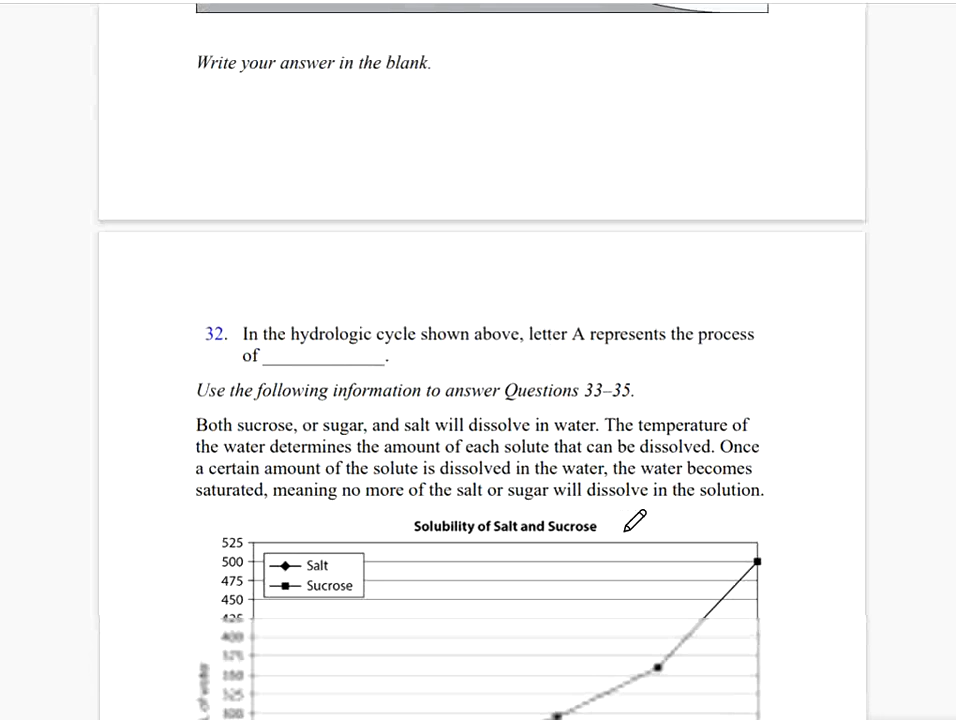 Write your answer in the blank.
32. In the hydrologic cycle shown above, letter A represents the process
of ____________.
Use the following information to answer Questions 33–35.
Both sucrose, or sugar, and salt will dissolve in water. The temperature of
the water determines the amount of each solute that can be dissolved. Once
a certain amount of the solute is dissolved in the water, the water becomes
saturated, meaning no more of the salt or sugar will dissolve in the solution.
Solubility of Salt and Sucrose
525
500
475
450
Salt
Sucrose
of water